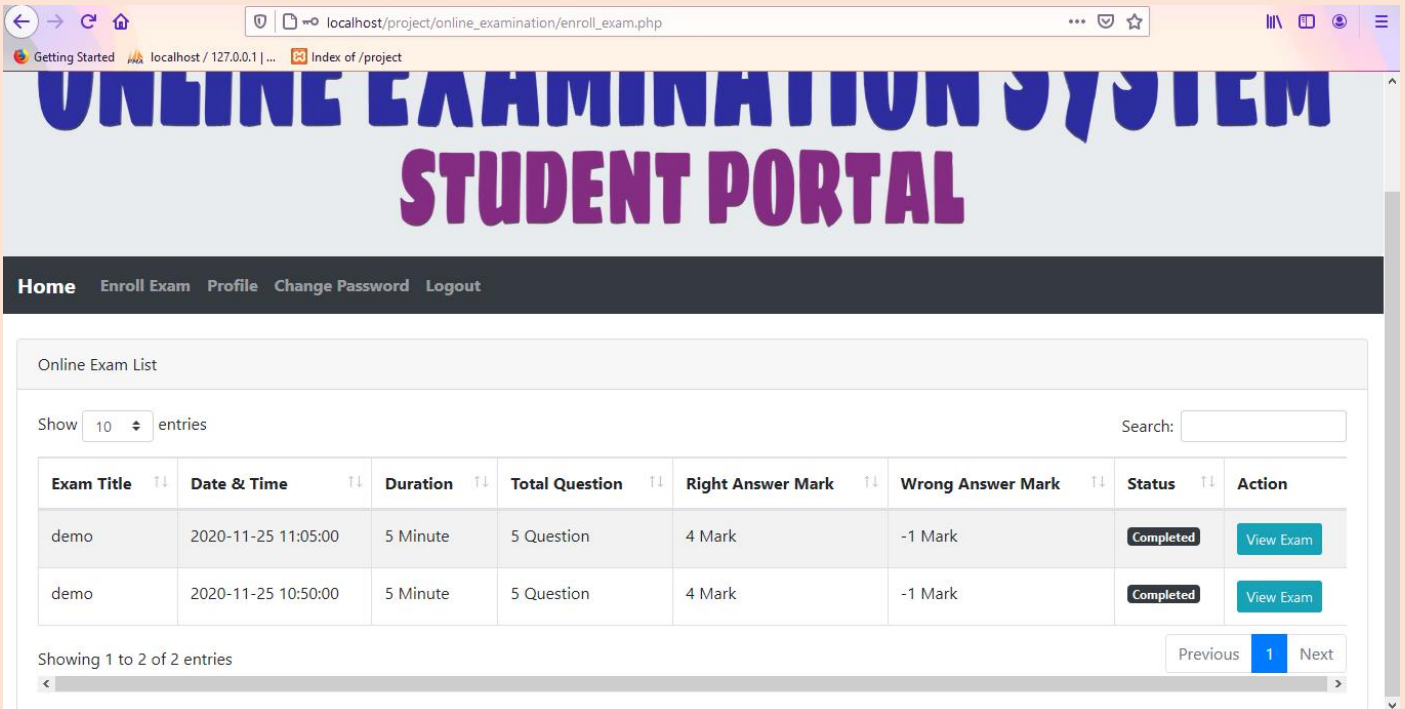 localhost/project/online_examination/enroll_exam.php
Getting Started localhost / 127.0.0.1 | ... Index of /project
ONLINE EXAMINATION SYSTEM
STUDENT PORTAL
Home Enroll Exam Profile Change Password Logout
Online Exam List
Show 10 entries Search:
Exam Title Date & Time Duration Total Question Right Answer Mark Wrong Answer Mark Status Action
demo 2020-11-25 11:05:00 5 Minute 5 Question 4 Mark -1 Mark Completed View Exam
demo 2020-11-25 10:50:00 5 Minute 5 Question 4 Mark -1 Mark Completed View Exam
Showing 1 to 2 of 2 entries Previous 1 Next